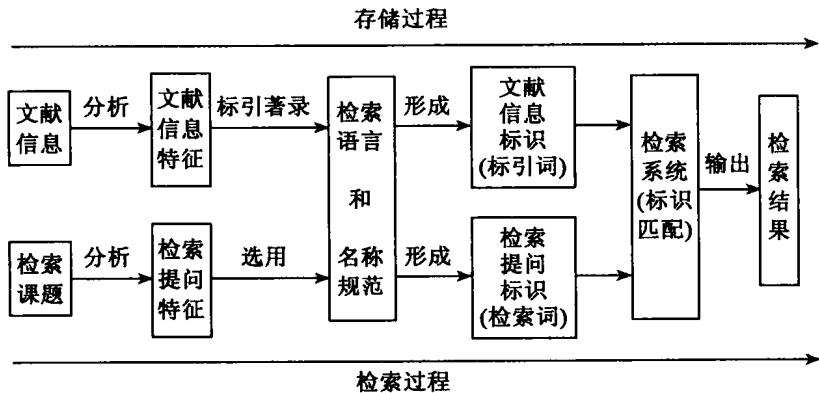 存储过程
文献
信息
分析
文献
信息
特征
标引著录
检索
语言
和
名称
规范
形成
文献
信息
标识
(标引词)
检索
系统
(标识
匹配)
输出
检
索
结
果
检索
课题
分析
检索
提问
特征
选用
形成
检索
提问
标识
(检索词)
检索过程